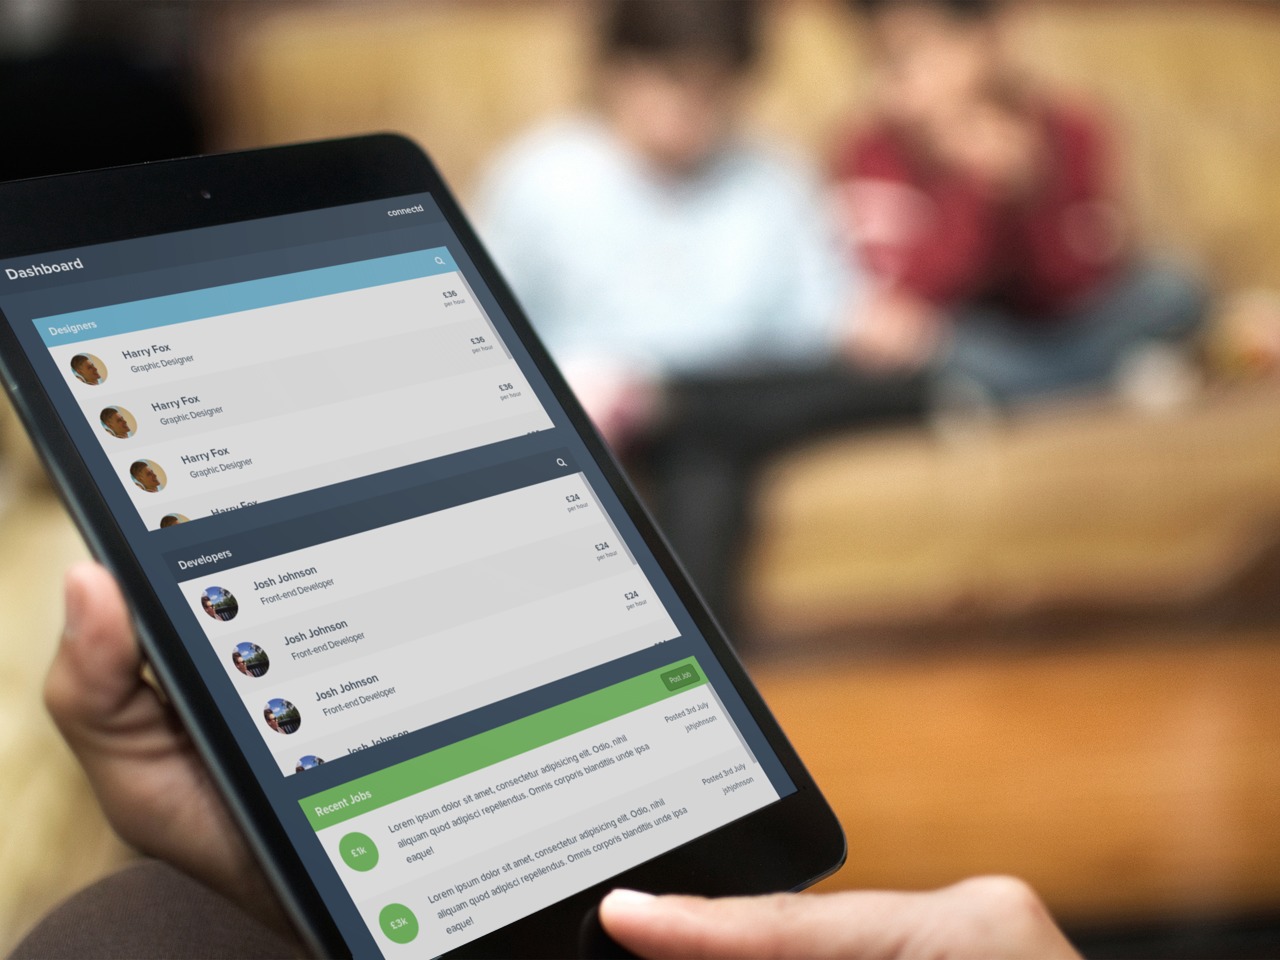 connectd
Dashboard
Designers
Harry Fox
Graphic Designer
£36
per hour
Harry Fox
Graphic Designer
£36
per hour
Harry Fox
Graphic Designer
£36
per hour
Harry Fox
Developers
Josh Johnson
Front-end Developer
£24
per hour
Josh Johnson
Front-end Developer
£24
per hour
Josh Johnson
Front-end Developer
£24
per hour
Josh Johnson
Recent Jobs
Post Job
£1k
Lorem ipsum dolor sit amet, consectetur adipisicing elit. Odio, nihil
aliquam quod adipisci repellendus. Omnis corporis blanditiis unde ipsa
eaque!
Posted 3rd July
jshjohnson
£3k
Lorem ipsum dolor sit amet, consectetur adipisicing elit. Odio, nihil
aliquam quod adipisci repellendus. Omnis corporis blanditiis unde ipsa
eaque!
Posted 3rd July
jshjohnson